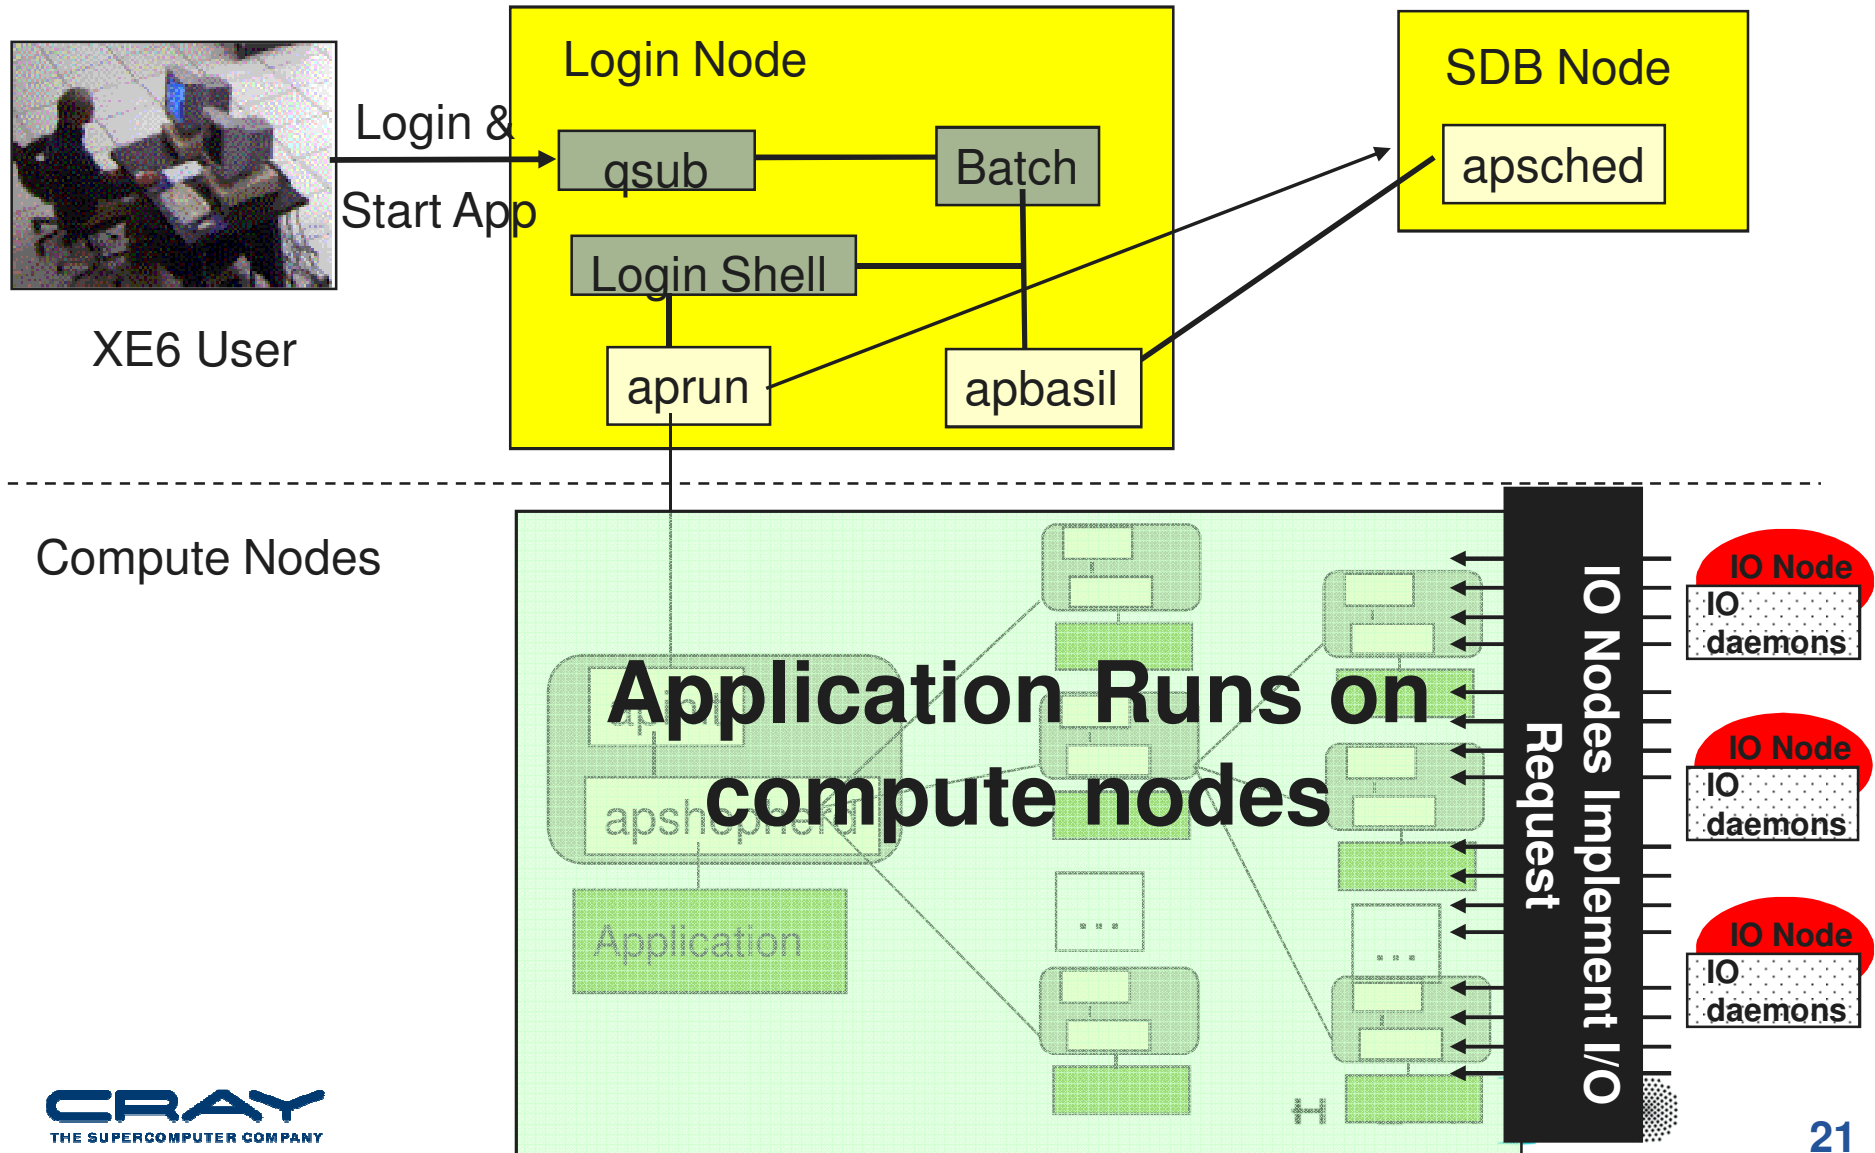 Login Node
SDB Node
Login &
Start App
qsub
Batch
apsched
Login Shell
XE6 User
aprun
apbasil
Compute Nodes
Application Runs on
compute nodes
apinit
apshepherd
Application
...
...
IO Nodes Implement I/O
Request
IO Node
IO
daemons
IO Node
IO
daemons
IO Node
IO
daemons
CRAY
THE SUPERCOMPUTER COMPANY
21